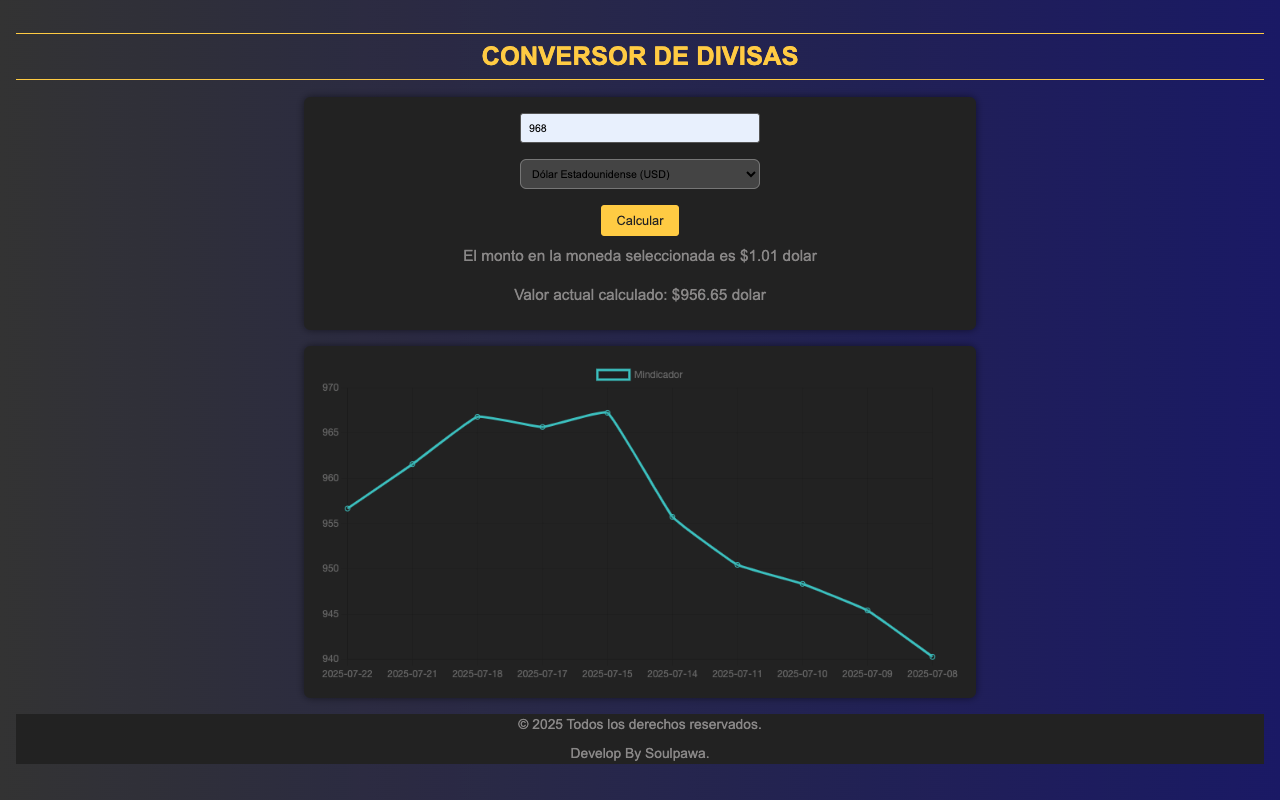 CONVERSOR DE DIVISAS
968
Dólar Estadounidense (USD)
Calcular
El monto en la moneda seleccionada es $1.01 dolar
Valor actual calculado: $956.65 dolar
Mindicador
970
965
960
955
950
945
940
2025-07-22 2025-07-21 2025-07-18 2025-07-17 2025-07-15 2025-07-14 2025-07-11 2025-07-10 2025-07-09 2025-07-08
© 2025 Todos los derechos reservados.
Develop By Soulpawa.